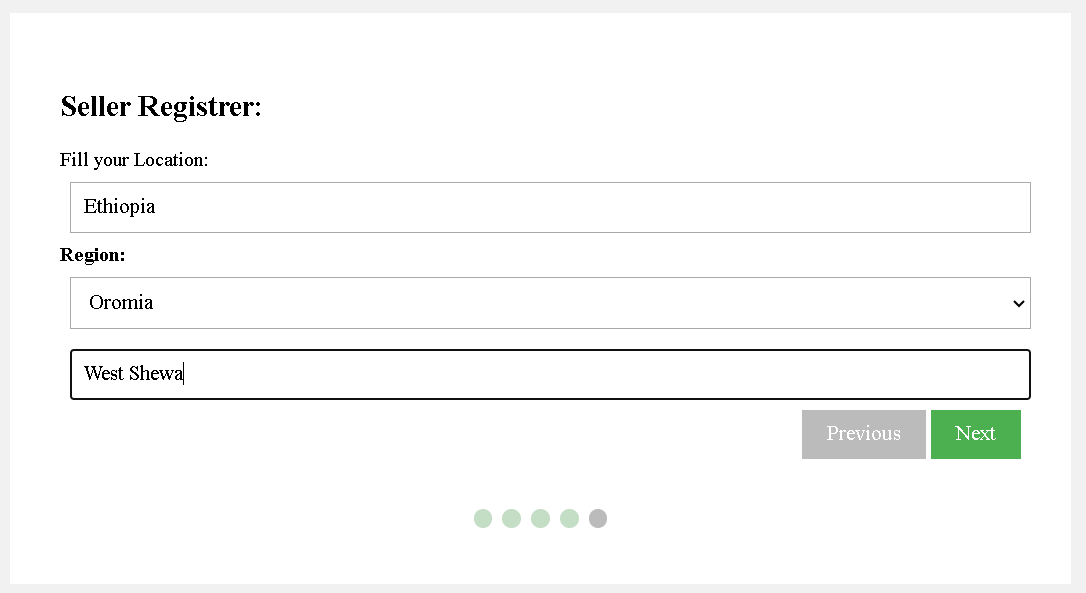 Seller Registrer:
Fill your Location:
Ethiopia
Region:
Oromia
West Shewa
Previous Next